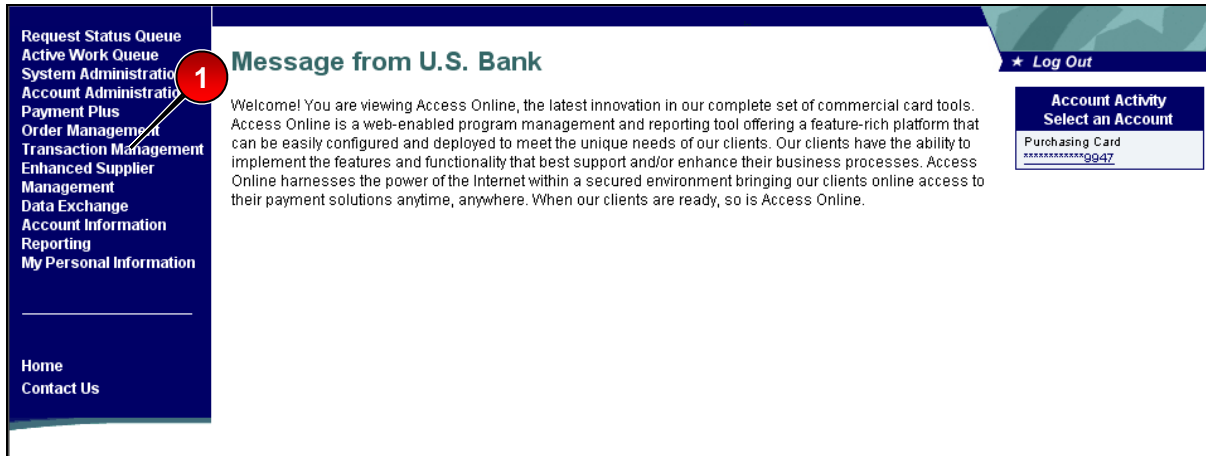 Request Status Queue
Active Work Queue
System Administratio
Account Administratio
Payment Plus
Order Management
Transaction Management
Enhanced Supplier
Management
Data Exchange
Account Information
Reporting
My Personal Information
Home
Contact Us
1
Message from U.S. Bank
Welcome! You are viewing Access Online, the latest innovation in our complete set of commercial card tools.
Access Online is a web-enabled program management and reporting tool offering a feature-rich platform that
can be easily configured and deployed to meet the unique needs of our clients. Our clients have the ability to
implement the features and functionality that best support and/or enhance their business processes. Access
Online harnesses the power of the Internet within a secured environment bringing our clients online access to
their payment solutions anytime, anywhere. When our clients are ready, so is Access Online.
★ Log Out
Account Activity
Select an Account
Purchasing Card
************9947